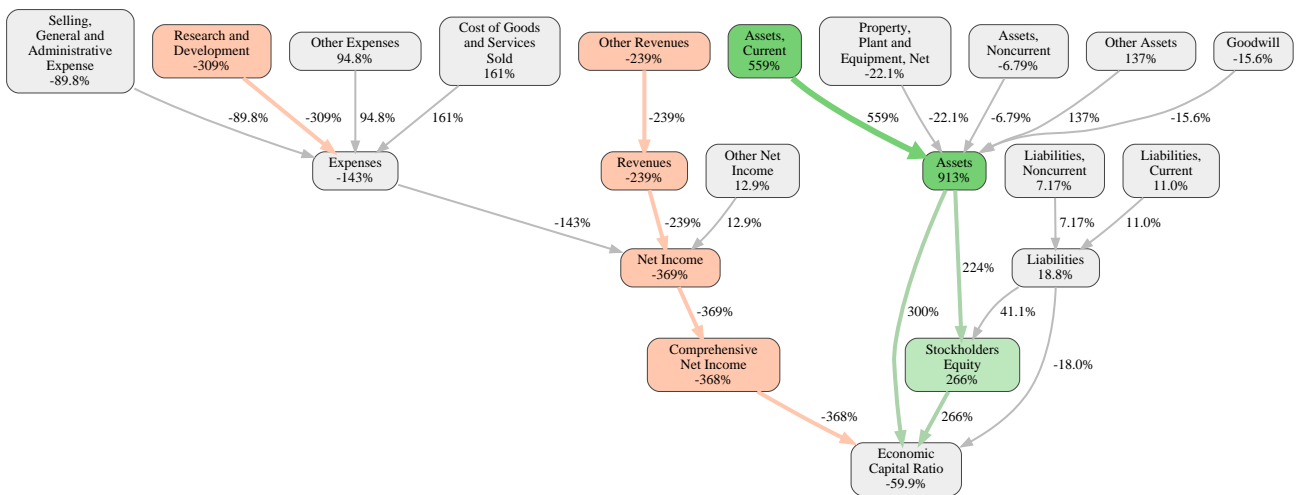 Selling,
General and
Administrative
Expense
-89.8%
Research and
Development
-309%
Other Expenses
94.8%
Cost of Goods
and Services
Sold
161%
Other Revenues
-239%
Assets,
Current
559%
Property,
Plant and
Equipment, Net
-22.1%
Assets,
Noncurrent
-6.79%
Other Assets
137%
Goodwill
-15.6%
-89.8%
-309%
94.8%
161%
-239%
559%
-22.1%
-6.79%
137%
-15.6%
Expenses
-143%
Revenues
-239%
Other Net
Income
12.9%
Assets
913%
Liabilities,
Noncurrent
7.17%
Liabilities,
Current
11.0%
-143%
-239%
12.9%
7.17%
11.0%
Net Income
-369%
224%
Liabilities
18.8%
-369%
300%
41.1%
Comprehensive
Net Income
-368%
Stockholders
Equity
266%
-18.0%
-368%
266%
Economic
Capital Ratio
-59.9%